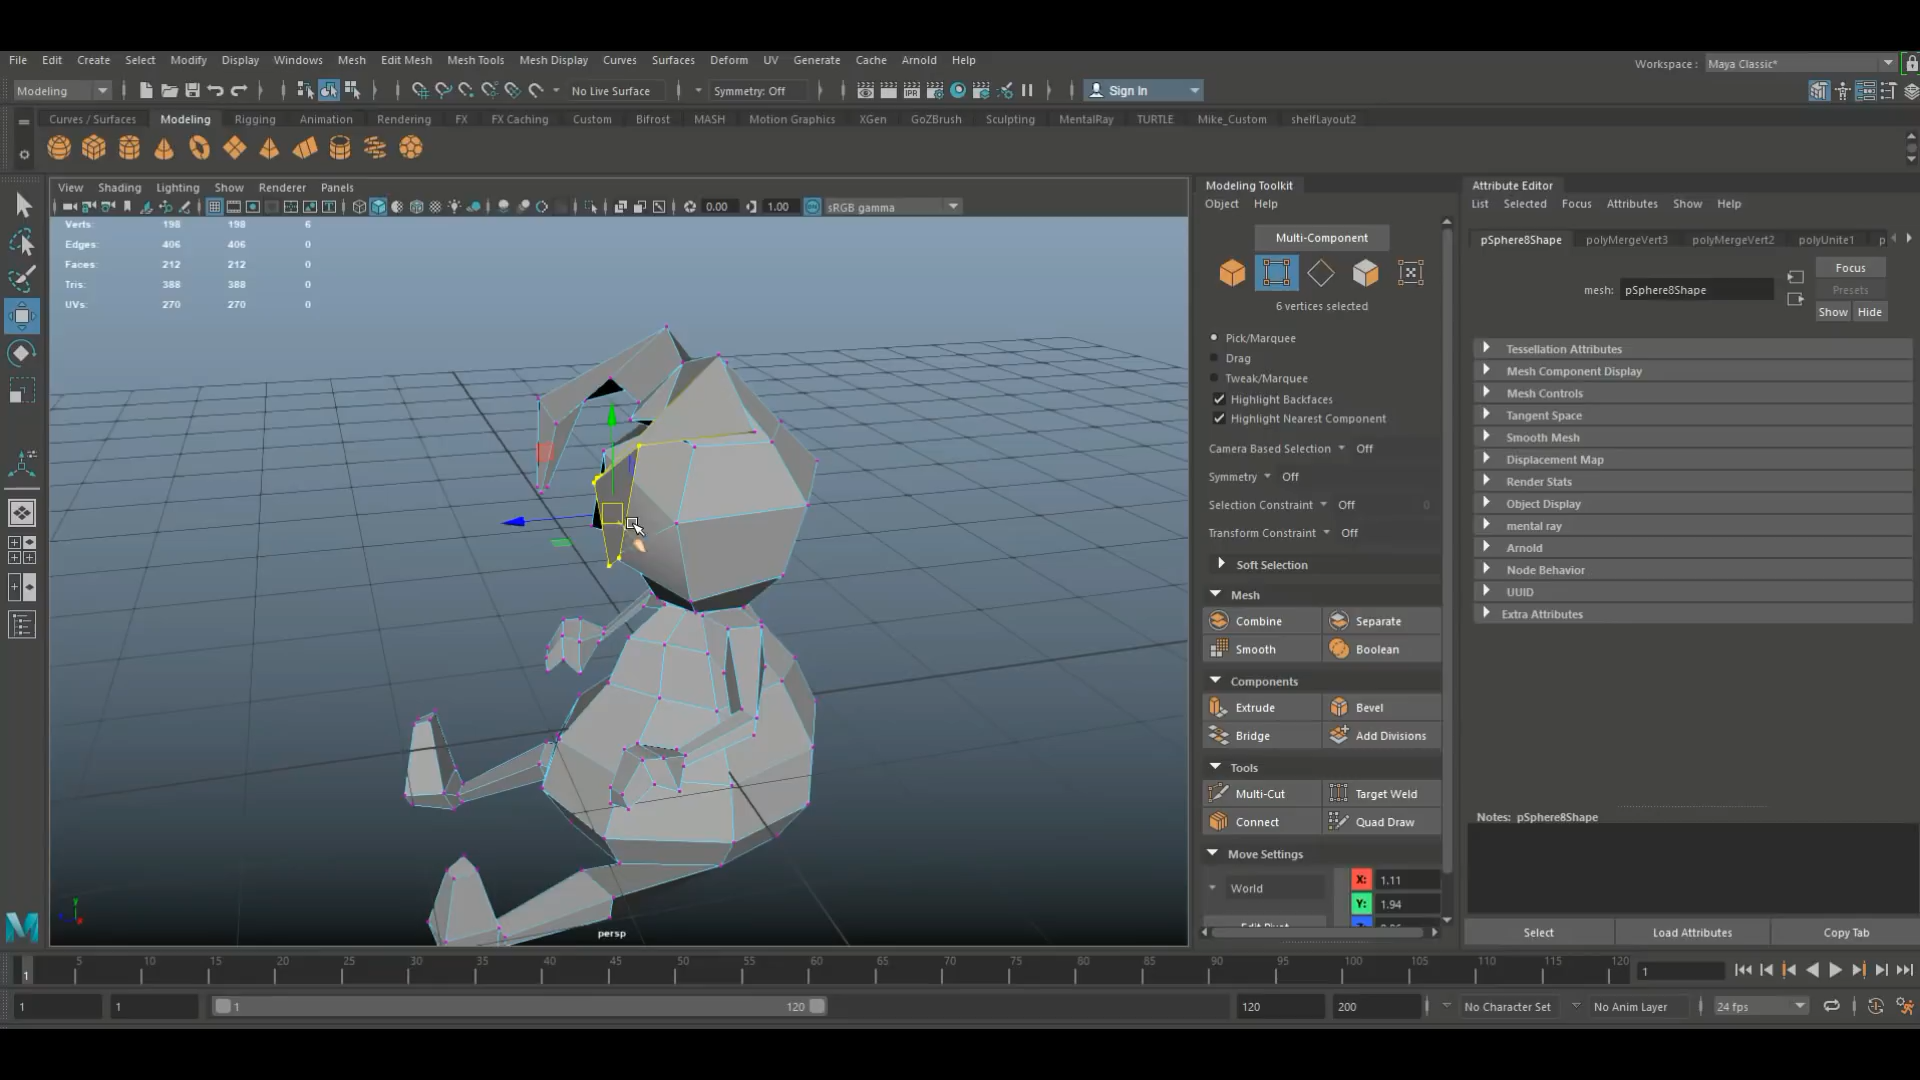 File Edit Create Select Modify Display Windows Mesh Edit Mesh Mesh Tools Mesh Display Curves Surfaces Deform UV Generate Cache Arnold Help
Workspace : Maya Classic*
Modeling No Live Surface Symmetry: Off Sign In
Curves / Surfaces Modeling Rigging Animation Rendering FX FX Caching Custom Bifrost MASH Motion Graphics XGen GoZBrush Sculpting MentalRay TURTLE Mike_Custom shelfLayout2
View Shading Lighting Show Renderer Panels
0.00 1.00 sRGB gamma
Verts: 198 198 6
Edges: 406 406 0
Faces: 212 212 0
Tris: 388 388 0
UVs: 270 270 0
persp
Modeling Toolkit
Object Help
Multi-Component
6 vertices selected
Pick/Marquee
Drag
Tweak/Marquee
Highlight Backfaces
Highlight Nearest Component
Camera Based Selection Off
Symmetry Off
Selection Constraint Off 0
Transform Constraint Off
Soft Selection
Mesh
Combine Separate
Smooth Boolean
Components
Extrude Bevel
Bridge Add Divisions
Tools
Multi-Cut Target Weld
Connect Quad Draw
Move Settings
World X: 1.11
Y: 1.94
Attribute Editor
List Selected Focus Attributes Show Help
pSphere8Shape polyMergeVert3 polyMergeVert2 polyUnite1 p
Focus
mesh: pSphere8Shape Presets
Show Hide
Tessellation Attributes
Mesh Component Display
Mesh Controls
Tangent Space
Smooth Mesh
Displacement Map
Render Stats
Object Display
mental ray
Arnold
Node Behavior
UUID
Extra Attributes
Notes: pSphere8Shape
Select Load Attributes Copy Tab
1 5 10 15 20 25 30 35 40 45 50 55 60 65 70 75 80 85 90 95 100 105 110 115 120 1
1 1 1 120 120 200 No Character Set No Anim Layer 24 fps